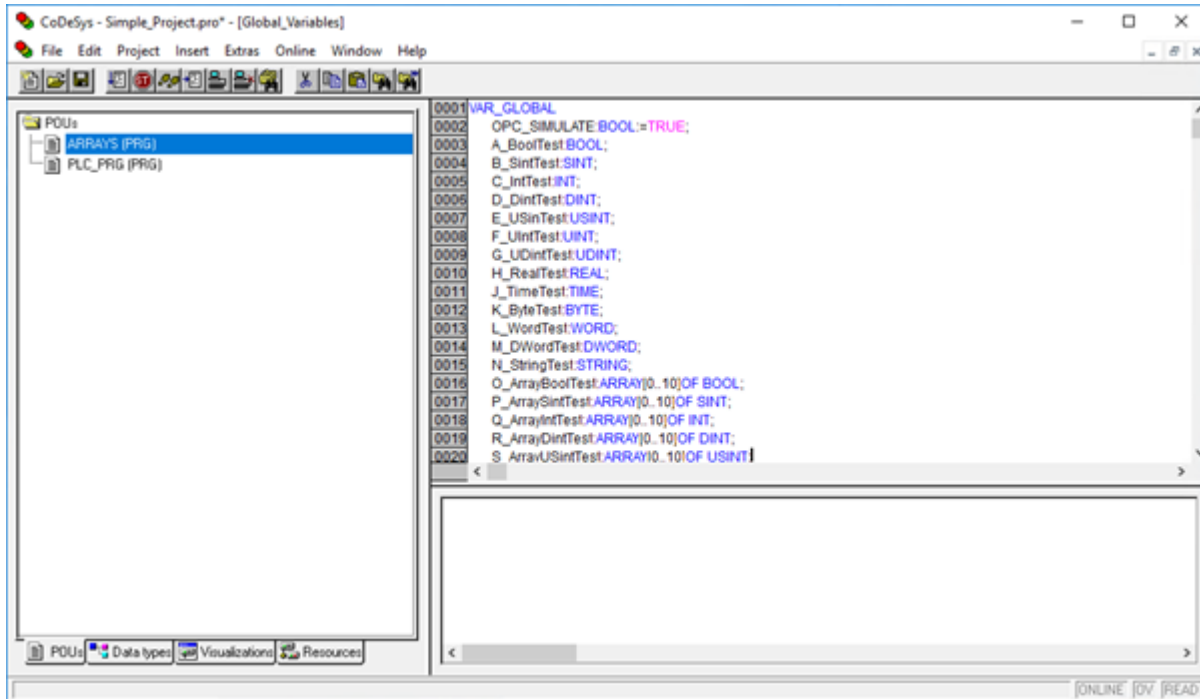 CoDeSys - Simple_Project.pro* - [Global_Variables]
File Edit Project Insert Extras Online Window Help
POUs
ARRAYS (PRG)
PLC_PRG (PRG)
0001 VAR_GLOBAL
0002 OPC_SIMULATE:BOOL:=TRUE;
0003 A_BoolTest:BOOL;
0004 B_SintTest:SINT;
0005 C_IntTest:INT;
0006 D_DintTest:DINT;
0007 E_USinTest:USINT;
0008 F_UIntTest:UINT;
0009 G_UDintTest:UDINT;
0010 H_RealTest:REAL;
0011 J_TimeTest:TIME;
0012 K_ByteTest:BYTE;
0013 L_WordTest:WORD;
0014 M_DWordTest:DWORD;
0015 N_StringTest:STRING;
0016 O_ArrayBoolTest:ARRAY[0..10]OF BOOL;
0017 P_ArraySintTest:ARRAY[0..10]OF SINT;
0018 Q_ArrayIntTest:ARRAY[0..10]OF INT;
0019 R_ArrayDintTest:ARRAY[0..10]OF DINT;
0020 S_ArrayUSintTest:ARRAY[0..10]OF USINT;
POUs Data types Visualizations Resources
ONLINE OV READ